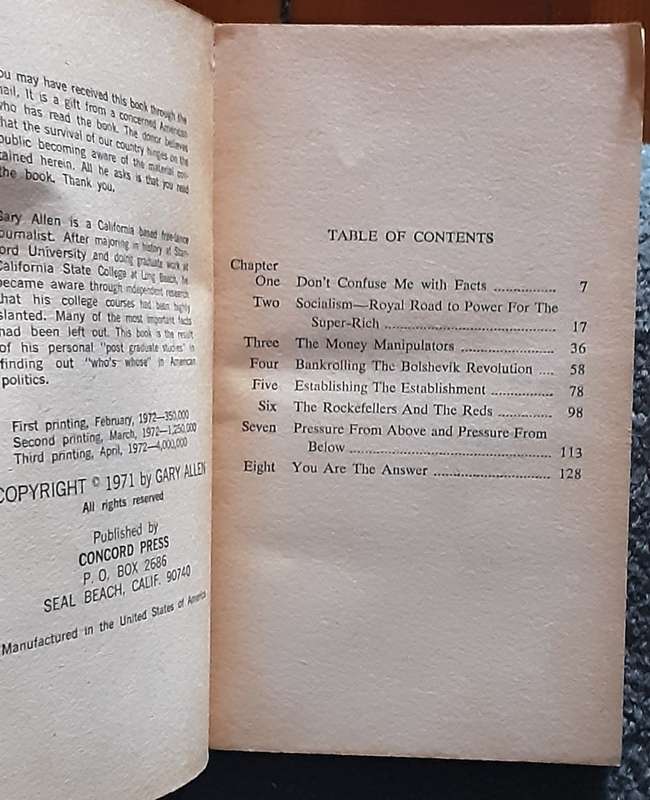 ou may have received this book through the
ail. It is a gift from a concerned American
who has read the book. The donor believes
hat the survival of our country hinges on the
public becoming aware of the material con-
tained herein. All he asks is that you read
the book. Thank you.
Gary Allen is a California based free-lance
ournalist. After majoring in history at Stan-
ord University and doing graduate work at
California State College at Long Beach, he
became aware through independent research
that his college courses had been highly
slanted. Many of the most important facts
had been left out. This book is the result
of his personal "post graduate studies" in
finding out "who's whose" in American
politics.
First printing, February, 1972—350,000
Second printing, March, 1972—1,250,000
Third printing, April, 1972—4,000,000
COPYRIGHT © 1971 by GARY ALLEN
All rights reserved
Published by
CONCORD PRESS
P. O. BOX 2686
SEAL BEACH, CALIF. 90740
Manufactured in the United States of America
TABLE OF CONTENTS
Chapter
One Don't Confuse Me with Facts ............... 7
Two Socialism—Royal Road to Power For The
Super-Rich ........................................ 17
Three The Money Manipulators ........................ 36
Four Bankrolling The Bolshevik Revolution .... 58
Five Establishing The Establishment ................ 78
Six The Rockefellers And The Reds .............. 98
Seven Pressure From Above and Pressure From
Below .................................................. 113
Eight You Are The Answer .............................. 128